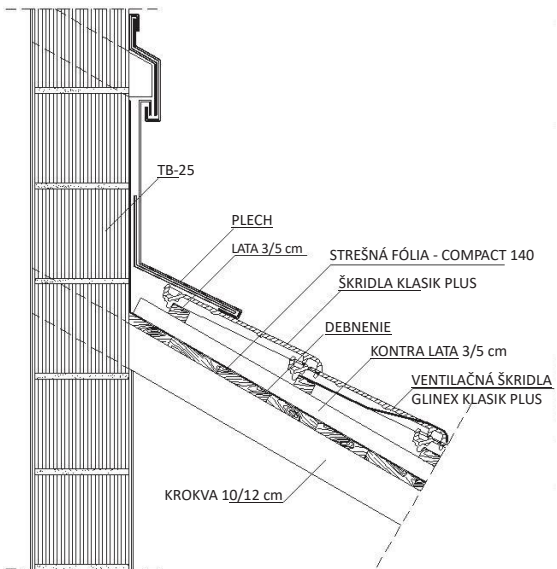 TB-25
PLECH
LATA 3/5 cm
STREŠNÁ FÓLIA - COMPACT 140
ŠKRIDLA KLASIK PLUS
DEBNENIE
KONTRA LATA 3/5 cm
VENTILAČNÁ ŠKRIDLA
GLINEX KLASIK PLUS
KROKVA 10/12 cm